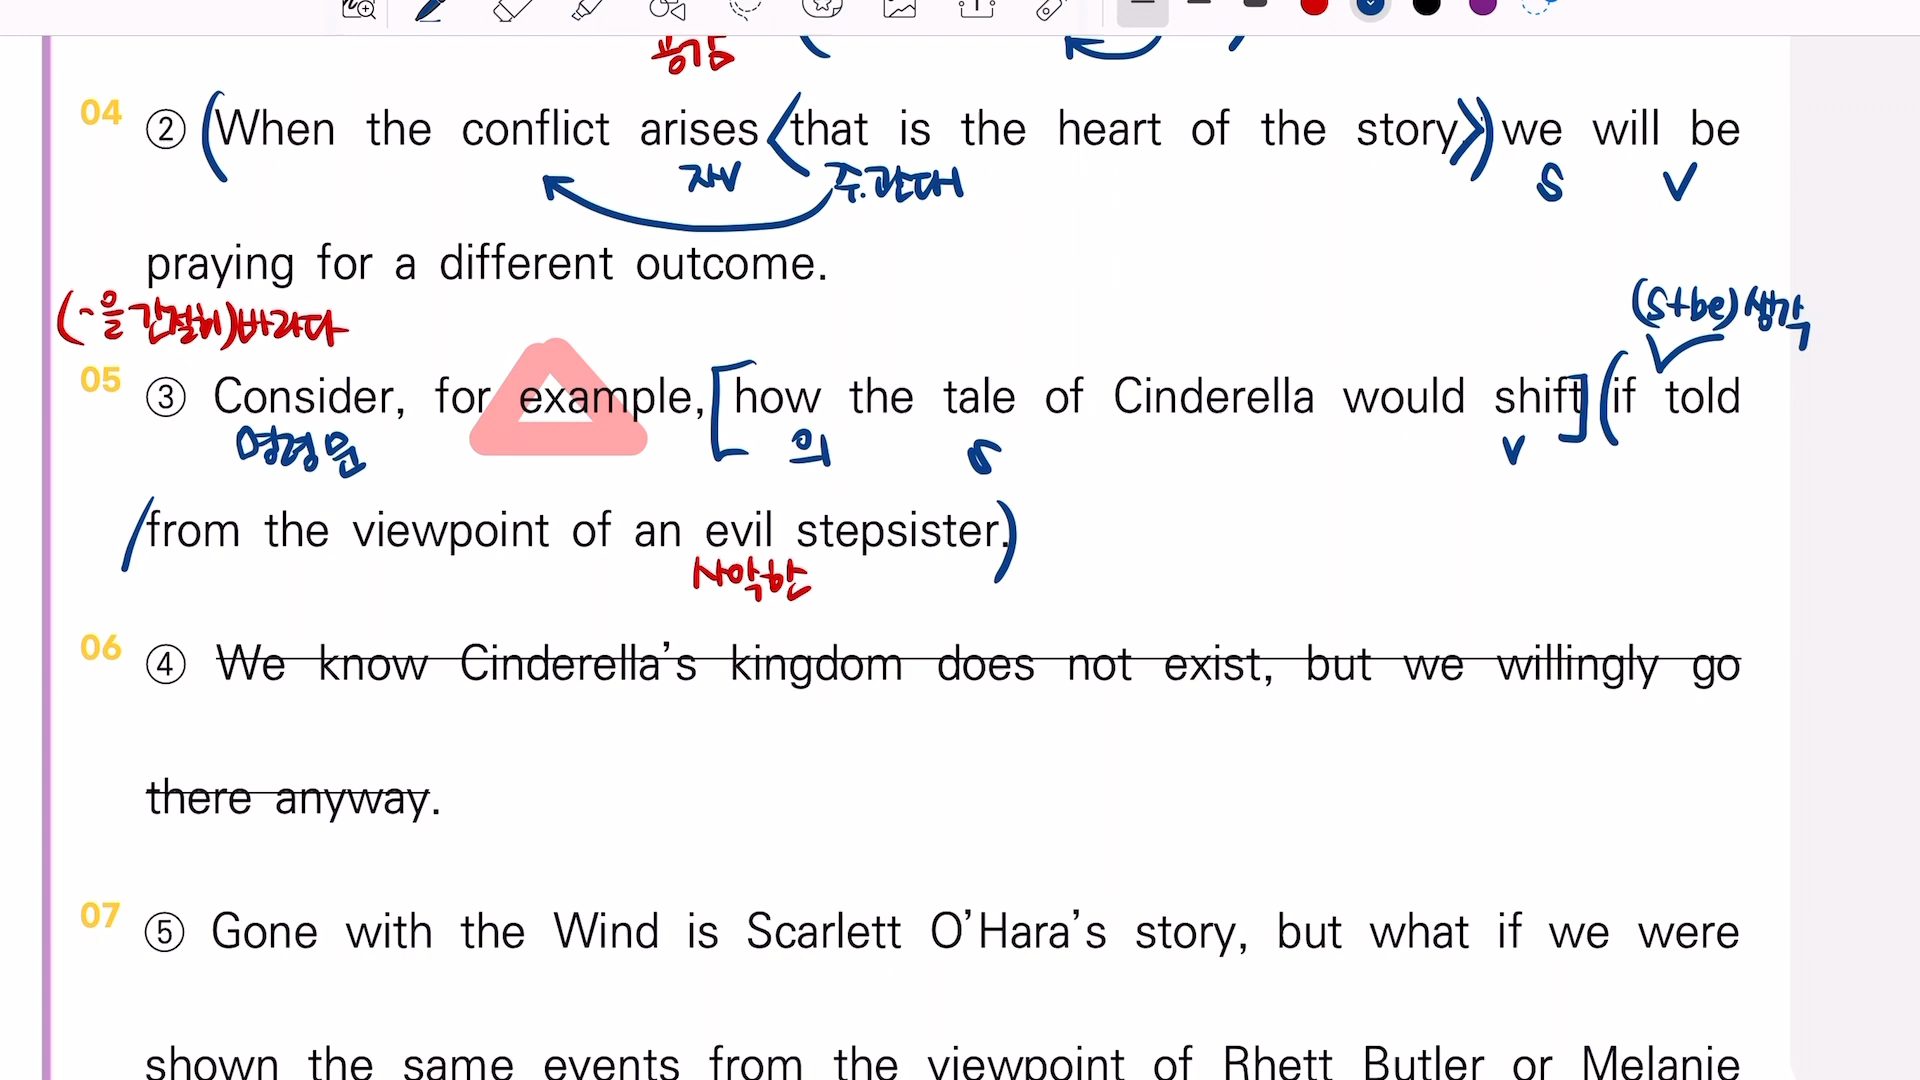 공감
04 ② (When the conflict arises <that is the heart of the story>) we will be
자V 주.관대 S V
praying for a different outcome.
(~을 간절히) 바라다 (S+be) 생략
05 ③ Consider, for example, [how the tale of Cinderella would shift] (if told
명령문 의 S V
from the viewpoint of an evil stepsister.)
사악한
06 ④ We know Cinderella’s kingdom does not exist, but we willingly go
there anyway.
07 ⑤ Gone with the Wind is Scarlett O’Hara’s story, but what if we were
shown the same events from the viewpoint of Rhett Butler or Melanie